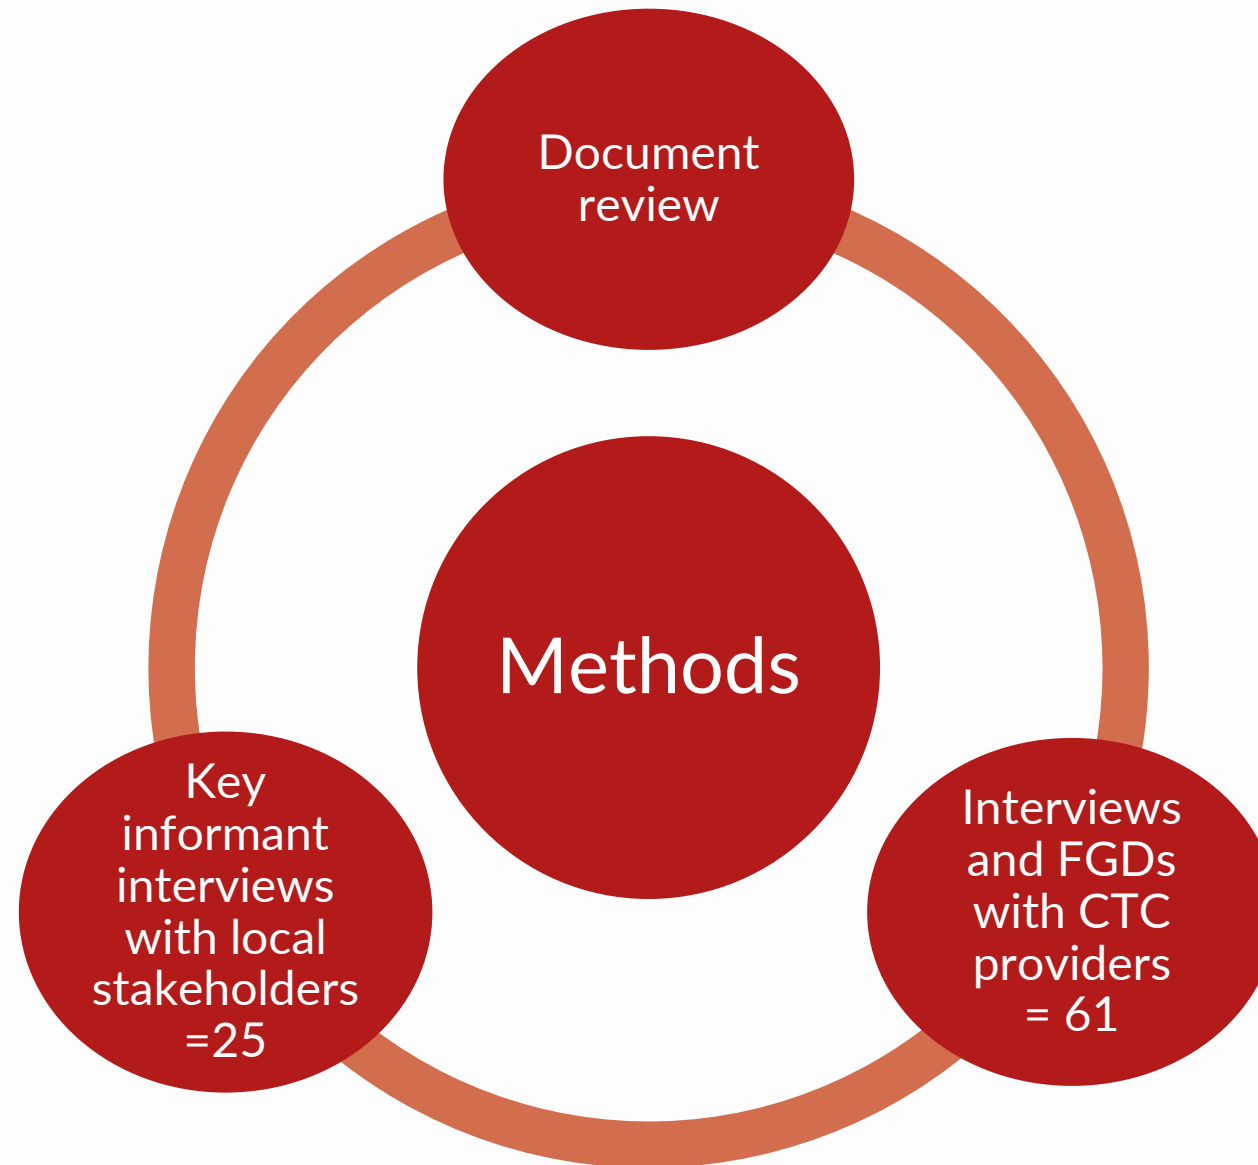 Document
review
Methods
Key
informant
interviews
with local
stakeholders
=25
Interviews
and FGDs
with CTC
providers
= 61